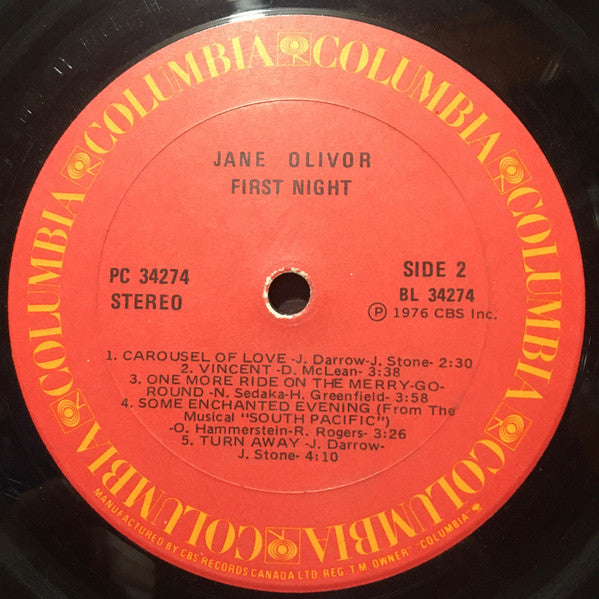 COLUMBIA COLUMBIA COLUMBIA COLUMBIA COLUMBIA COLUMBIA COLUMBIA COLUMBIA
JANE OLIVOR
FIRST NIGHT
PC 34274
STEREO
SIDE 2
BL 34274
Ⓟ 1976 CBS Inc.
1. CAROUSEL OF LOVE -J. Darrow-J. Stone- 2:30
2. VINCENT -D. McLean- 3:38
3. ONE MORE RIDE ON THE MERRY-GO-
ROUND -N. Sedaka-H. Greenfield- 3:58
4. SOME ENCHANTED EVENING (From The
Musical "SOUTH PACIFIC")
-O. Hammerstein-R. Rogers- 3:26
5. TURN AWAY -J. Darrow-
J. Stone- 4:10
MANUFACTURED BY CBS RECORDS CANADA LTD. REG. T.M. OWNER "COLUMBIA"